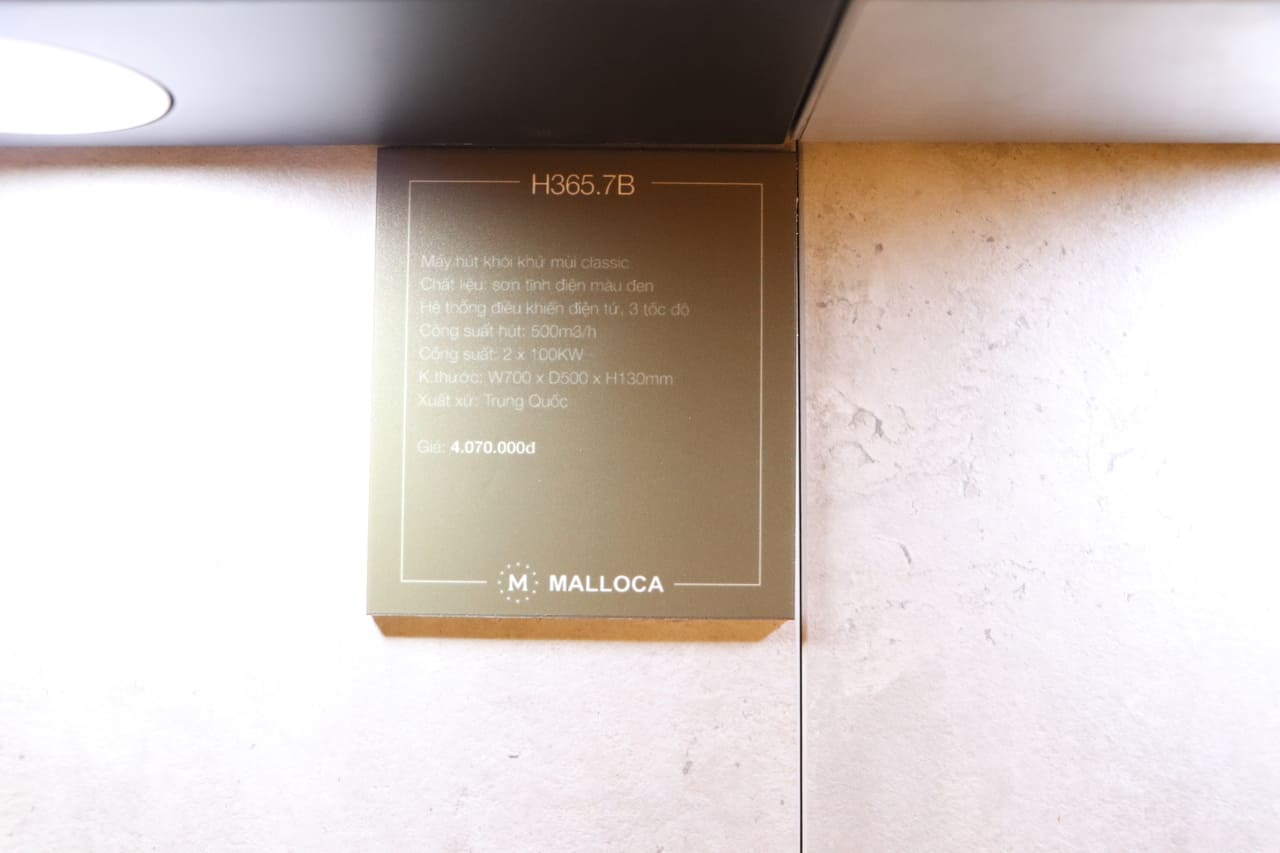 H365.7B
Máy hút khói khử mùi classic
Chất liệu: sơn tĩnh điện màu đen
Hệ thống điều khiển điện tử, 3 tốc độ
Công suất hút: 500m3/h
Công suất: 2 x 100KW
K.thước: W700 x D500 x H130mm
Xuất xứ: Trung Quốc
Giá: 4.070.000đ
M MALLOCA